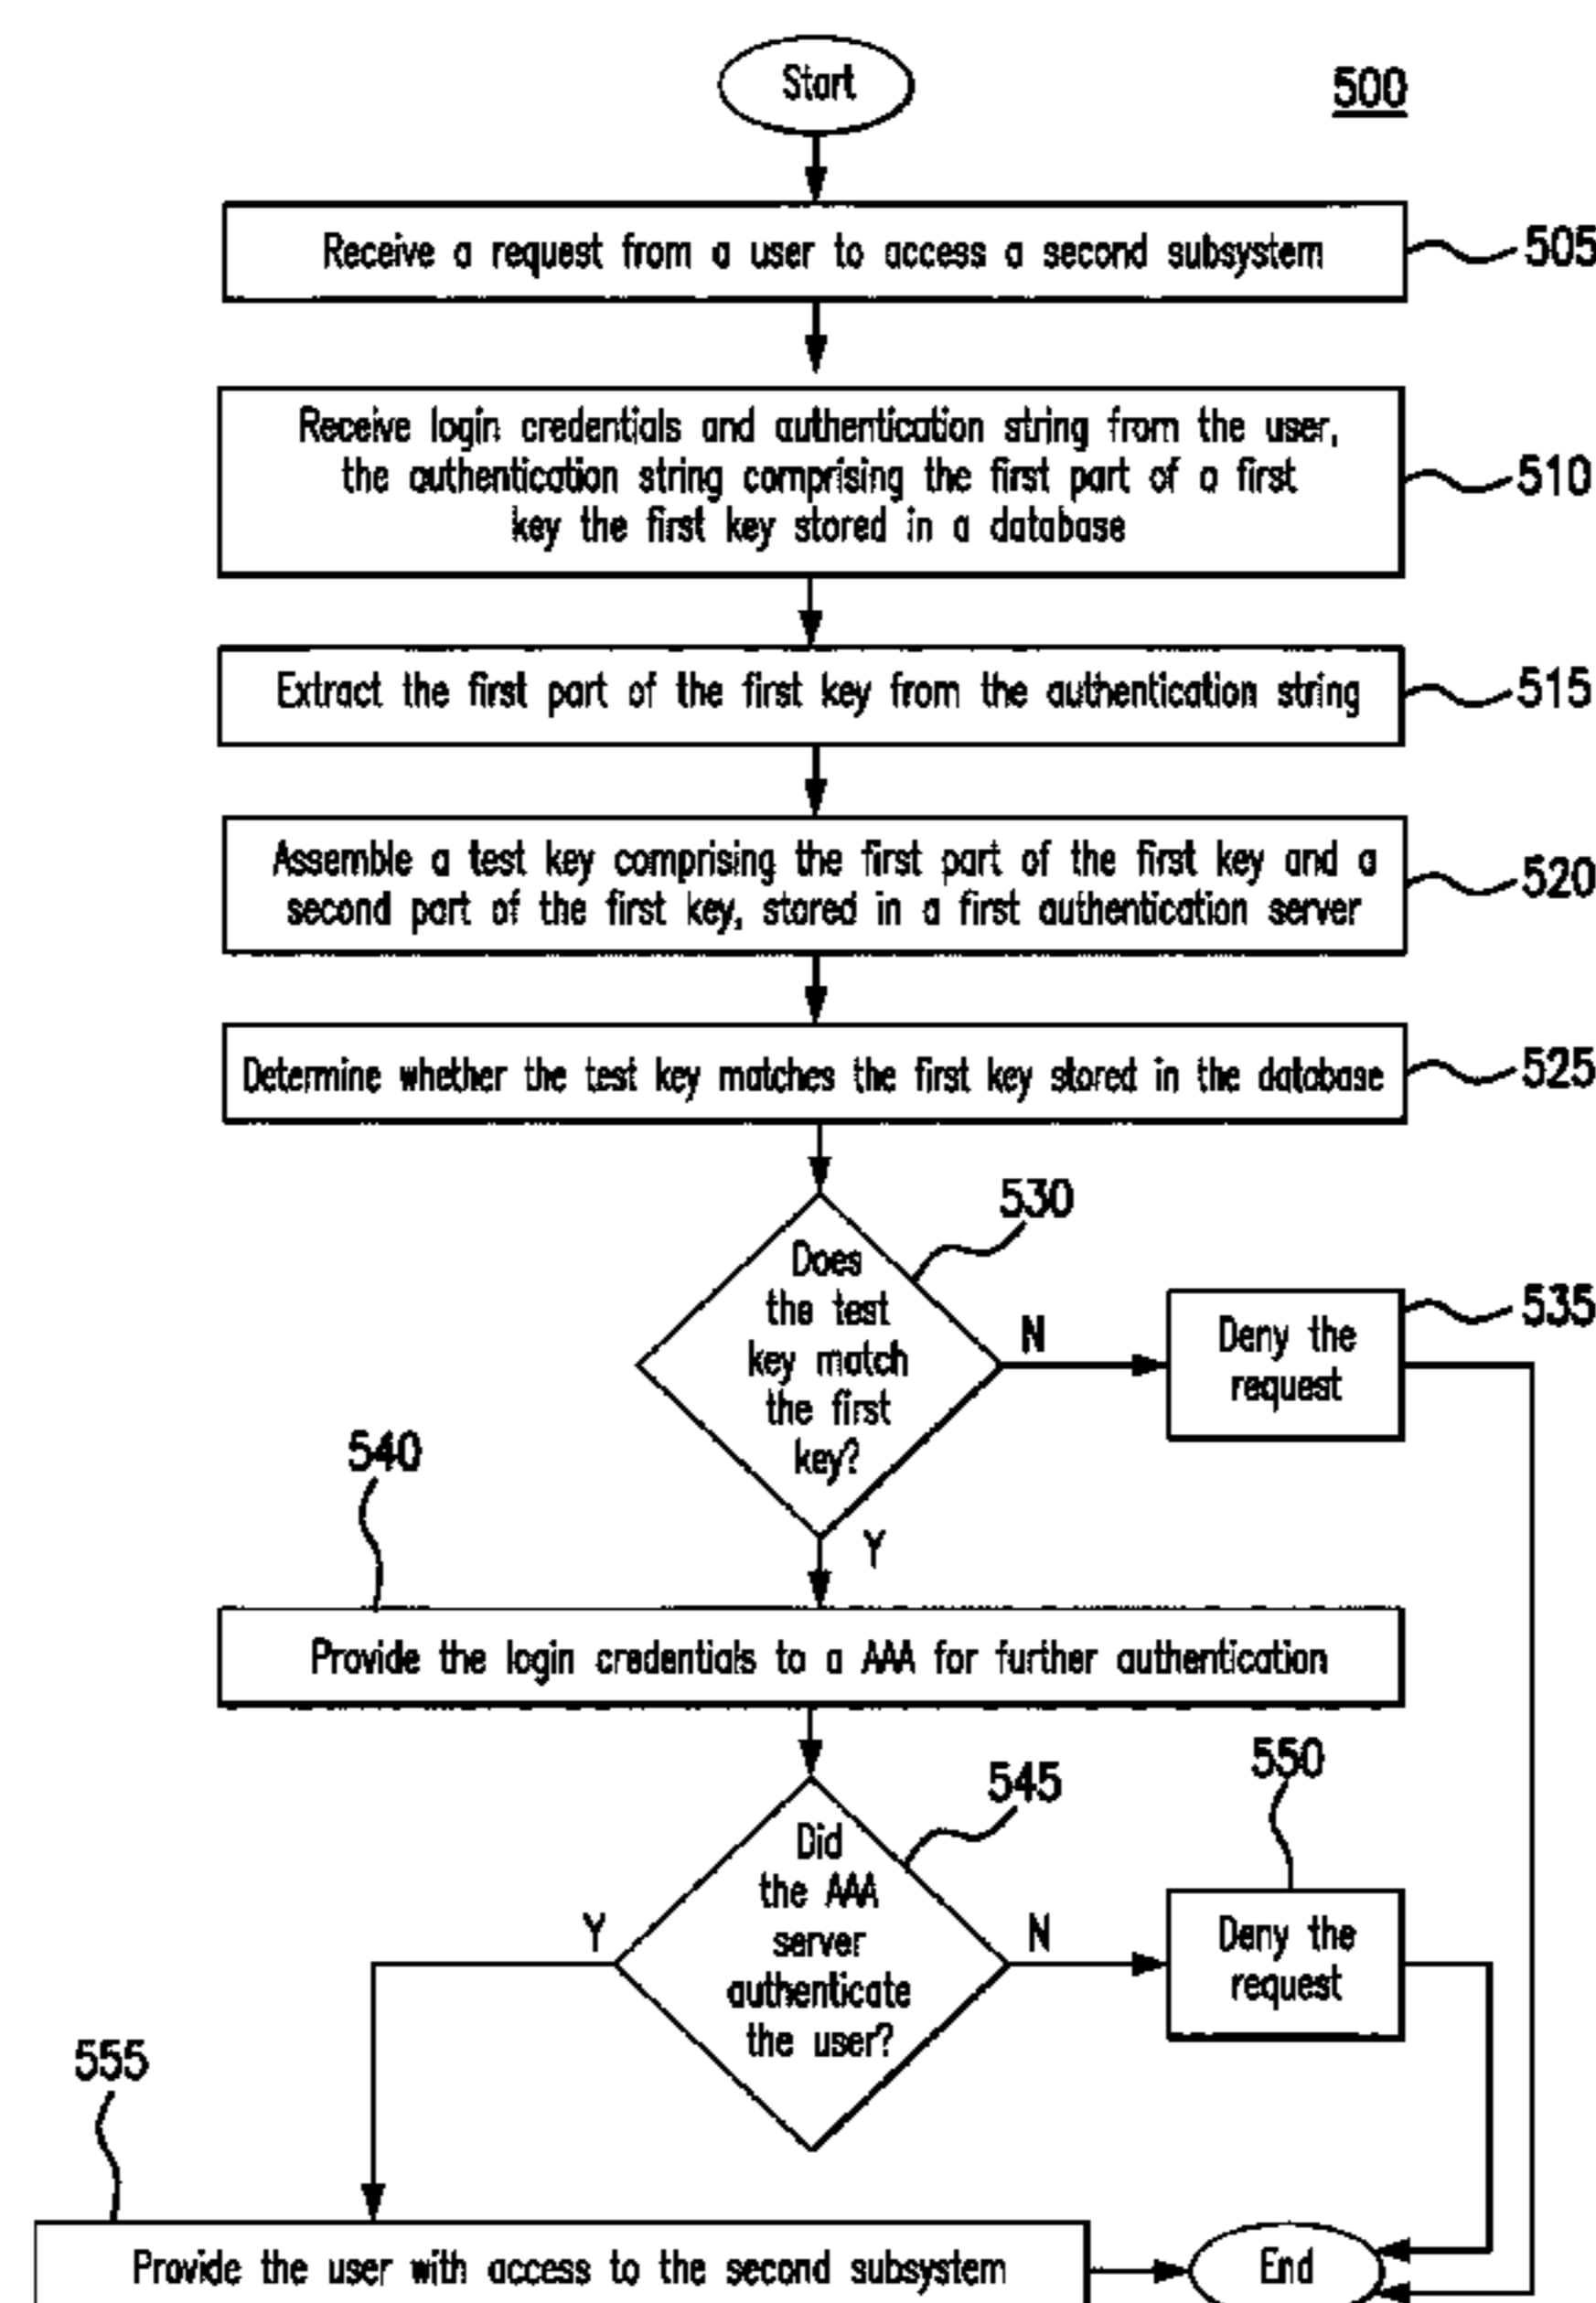 Start
500
Receive a request from a user to access a second subsystem
505
Receive login credentials and authentication string from the user,
the authentication string comprising the first part of a first
key the first key stored in a database
510
Extract the first part of the first key from the authentication string
515
Assemble a test key comprising the first part of the first key and a
second part of the first key, stored in a first authentication server
520
Determine whether the test key matches the first key stored in the database
525
530
Does
the test
key match
the first
key?
N
Deny the
request
535
Y
540
Provide the login credentials to a AAA for further authentication
545
Did
the AAA
server
authenticate
the user?
Y
N
550
Deny the
request
555
Provide the user with access to the second subsystem
End